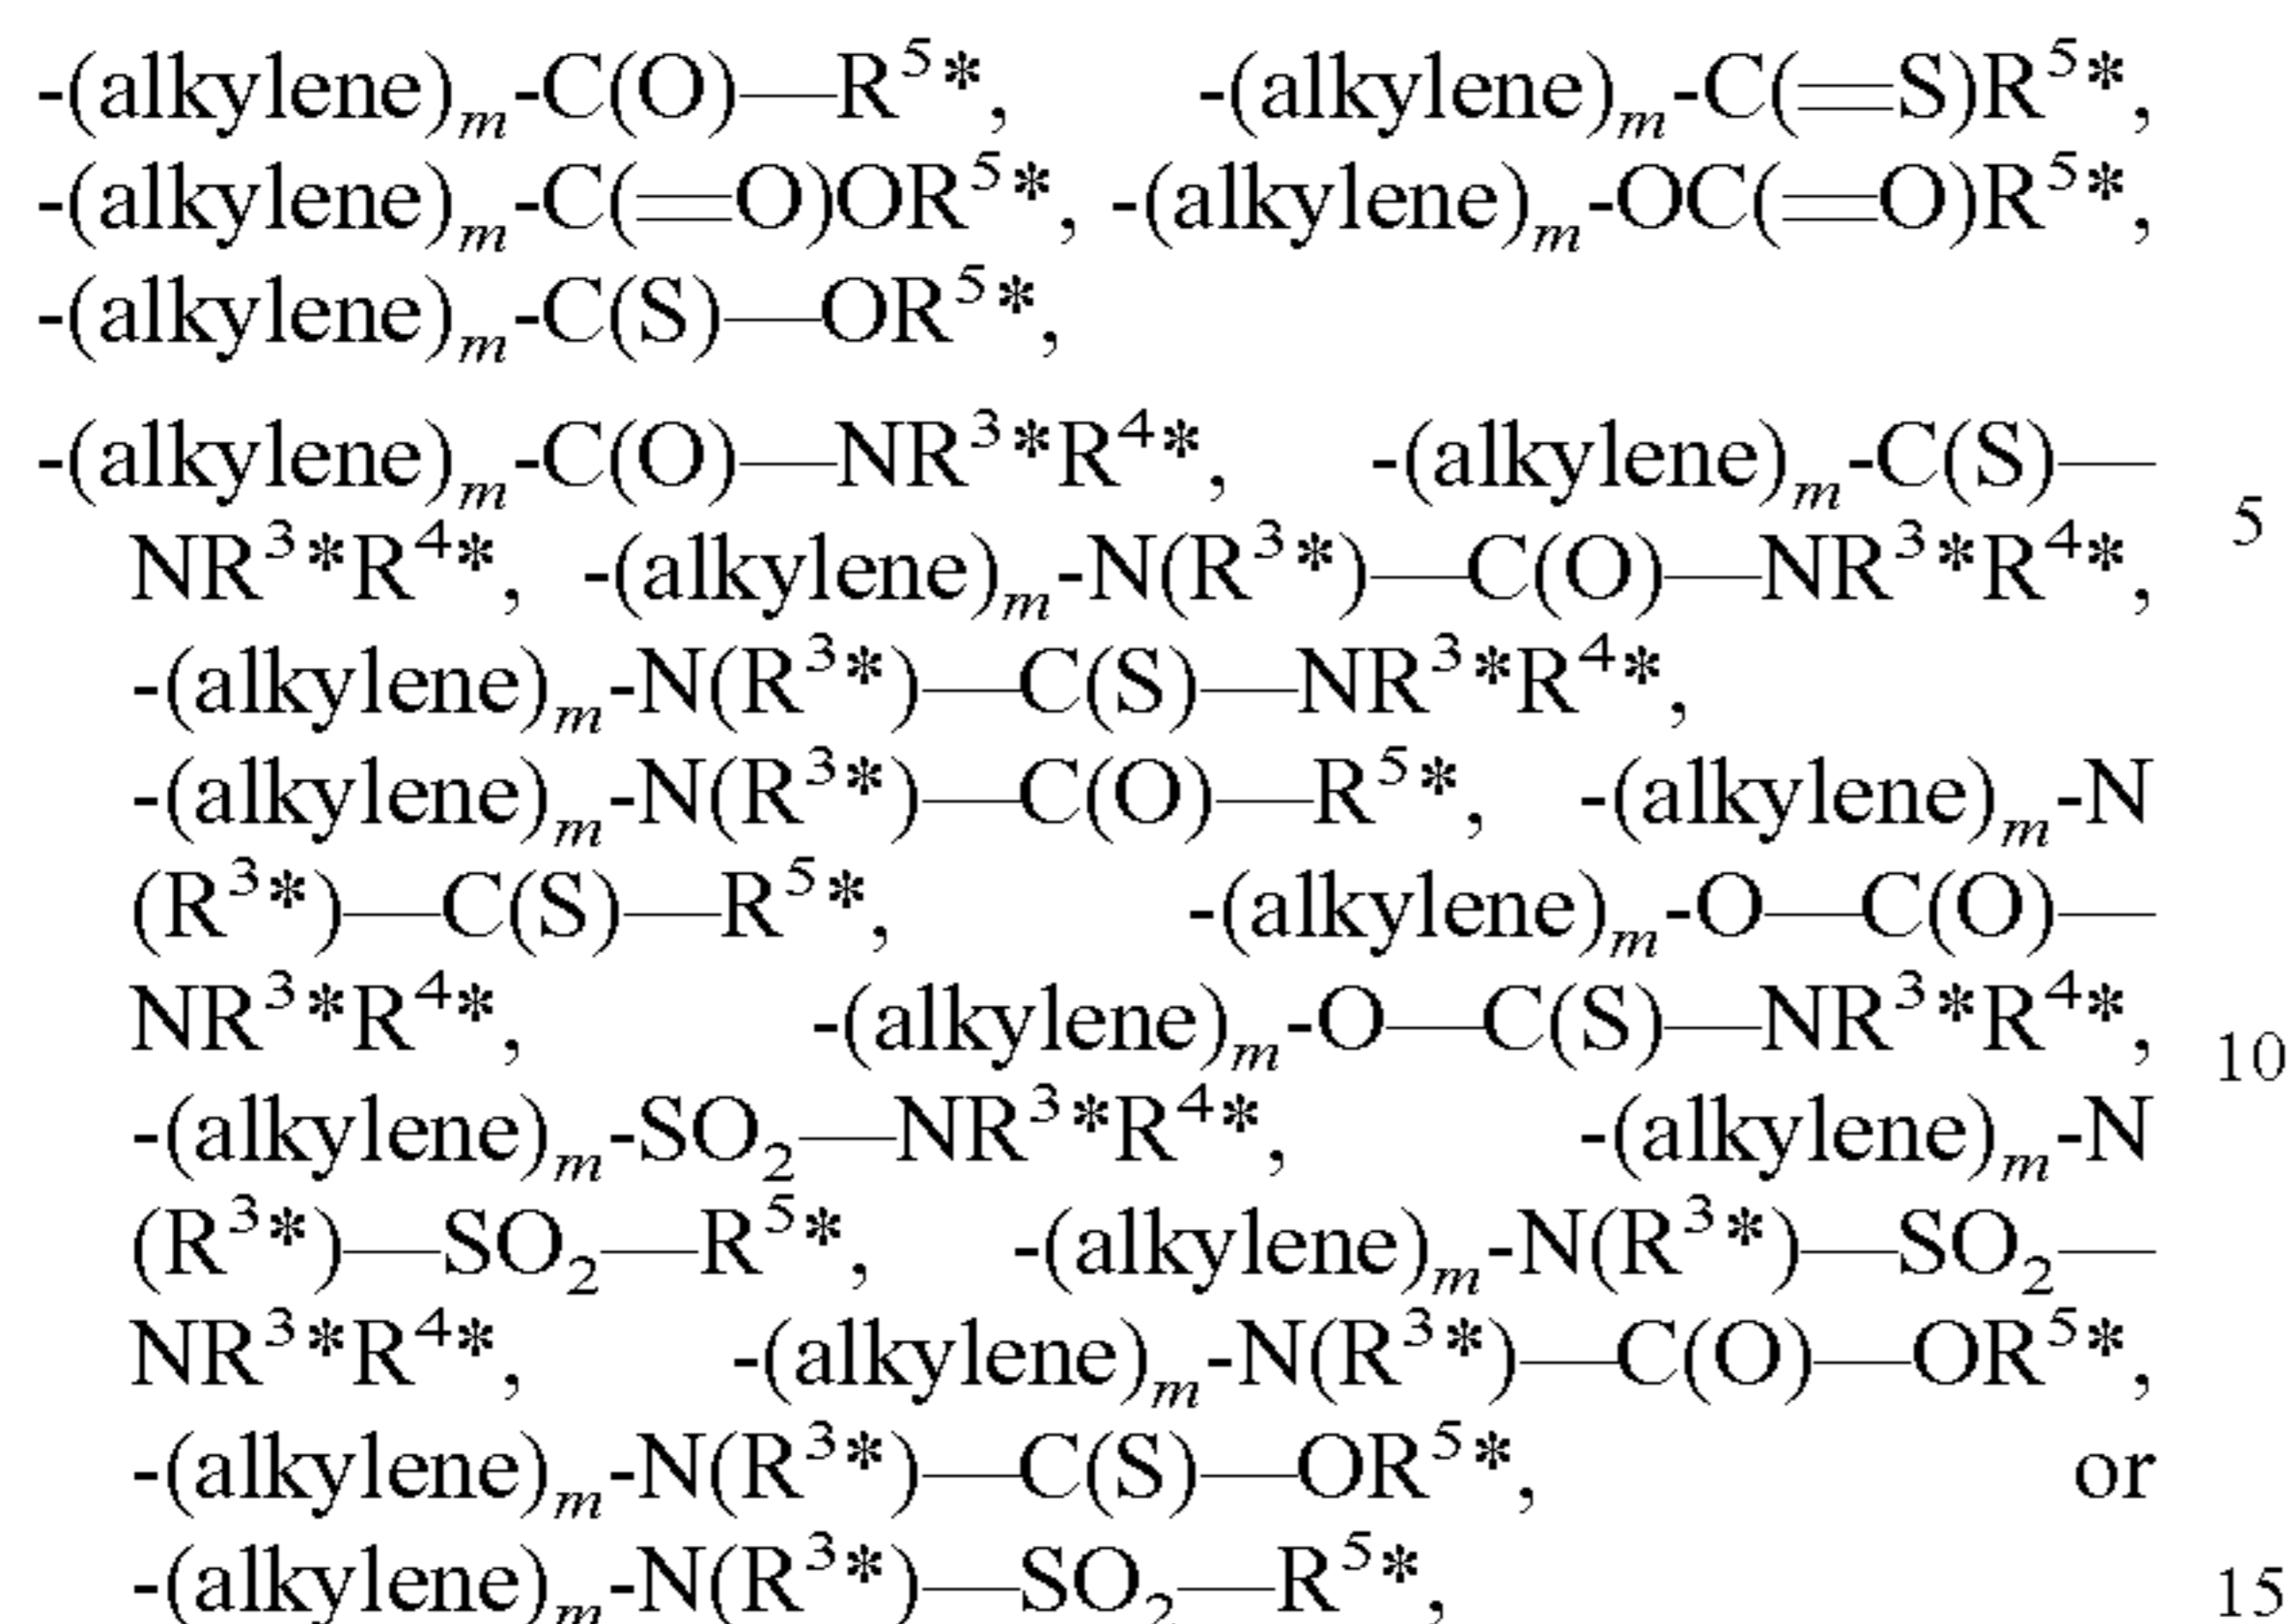 -(alkylene)m-C(O)—R5*, -(alkylene)m-C(=S)R5*,
-(alkylene)m-C(=O)OR5*, -(alkylene)m-OC(=O)R5*,
-(alkylene)m-C(S)—OR5*,
-(alkylene)m-C(O)—NR3*R4*, -(alkylene)m-C(S)—
5
NR3*R4*, -(alkylene)m-N(R3*)—C(O)—NR3*R4*,
-(alkylene)m-N(R3*)—C(S)—NR3*R4*,
-(alkylene)m-N(R3*)—C(O)—R5*, -(alkylene)m-N
(R3*)—C(S)—R5*, -(alkylene)m-O—C(O)—
NR3*R4*, -(alkylene)m-O—C(S)—NR3*R4*,
10
-(alkylene)m-SO2—NR3*R4*, -(alkylene)m-N
(R3*)—SO2—R5*, -(alkylene)m-N(R3*)—SO2—
NR3*R4*, -(alkylene)m-N(R3*)—C(O)—OR5*,
-(alkylene)m-N(R3*)—C(S)—OR5*, or
-(alkylene)m-N(R3*)—SO2—R5*,
15